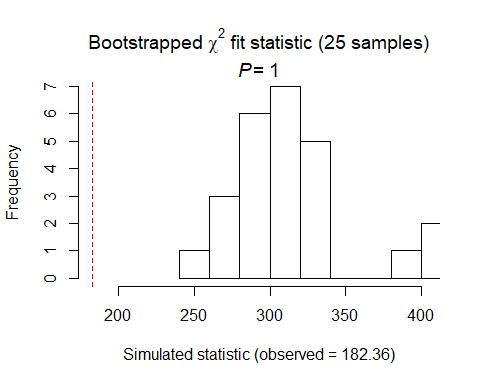 Bootstrapped χ² fit statistic (25 samples)
P= 1
Frequency
7
6
5
4
3
2
1
0
200 250 300 350 400
Simulated statistic (observed = 182.36)